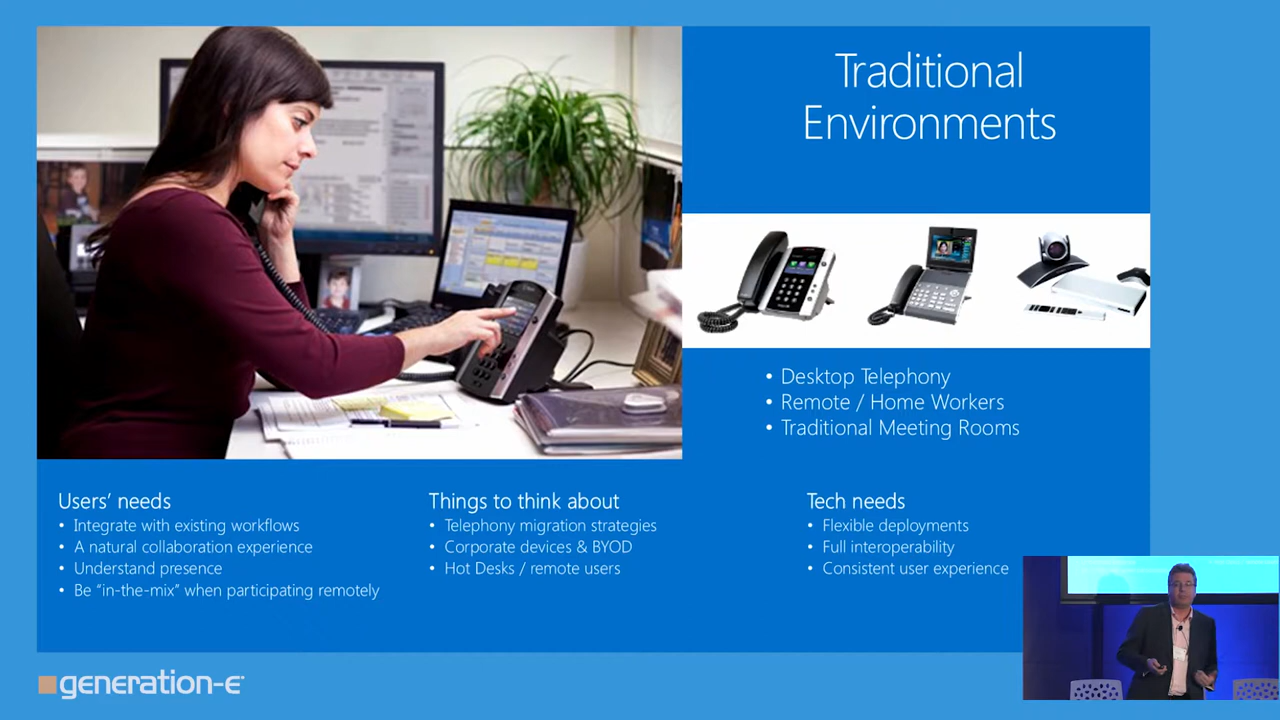 Traditional
Environments
• Desktop Telephony
• Remote / Home Workers
• Traditional Meeting Rooms
Users’ needs
• Integrate with existing workflows
• A natural collaboration experience
• Understand presence
• Be “in-the-mix” when participating remotely
Things to think about
• Telephony migration strategies
• Corporate devices & BYOD
• Hot Desks / remote users
Tech needs
• Flexible deployments
• Full interoperability
• Consistent user experience
generation-e